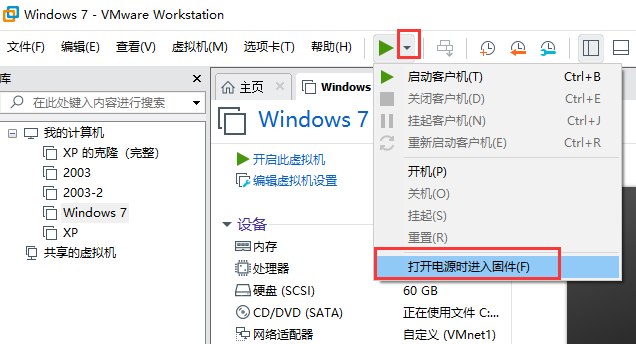 Windows 7 - VMware Workstation
文件(F) 编辑(E) 查看(V) 虚拟机(M) 选项卡(T) 帮助(H)
库
在此处键入内容进行搜索
我的计算机
XP 的克隆（完整）
2003
2003-2
Windows 7
XP
共享的虚拟机
主页
Windows
Windows 7
开启此虚拟机
编辑虚拟机设置
设备
内存
处理器
硬盘 (SCSI) 60 GB
CD/DVD (SATA) 正在使用文件 C:...
网络适配器 自定义 (VMnet1)
启动客户机(T) Ctrl+B
关闭客户机(D) Ctrl+E
挂起客户机(N) Ctrl+J
重新启动客户机(E) Ctrl+R
开机(P)
关机(O)
挂起(S)
重置(R)
打开电源时进入固件(F)